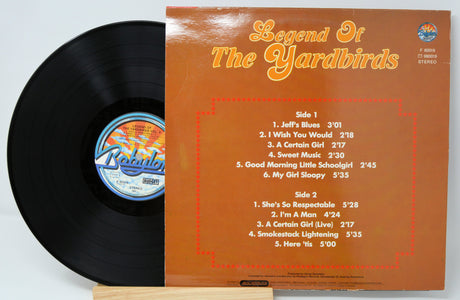 Legend Of
The Yardbirds
STEREO
Side 1
1. Jeff's Blues 3'01
2. I Wish You Would 2'18
3. A Certain Girl 2'17
4. Sweet Music 2'30
5. Good Morning Little Schoolgirl 2'45
6. My Girl Sloopy 5'35
Side 2
1. She's So Respectable 5'28
2. I'm A Man 4'24
3. A Certain Girl (Live) 2'17
4. Smokestack Lightening 5'35
5. Here 'tis 5'00
Babylon